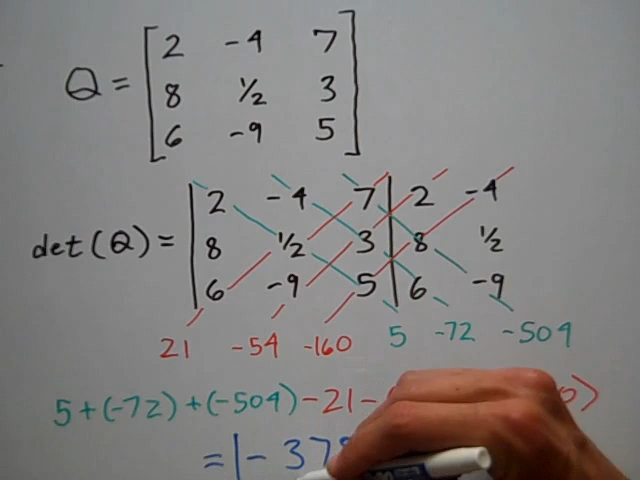 Q = [2 -4 7
8 1/2 3
6 -9 5]
2 -4 7 | 2 -4
det(Q) = 8 1/2 3 | 8 1/2
6 -9 5 | 6 -9
21 -54 -160 5 -72 -504
5+(-72)+(-504)-21-
=|-37